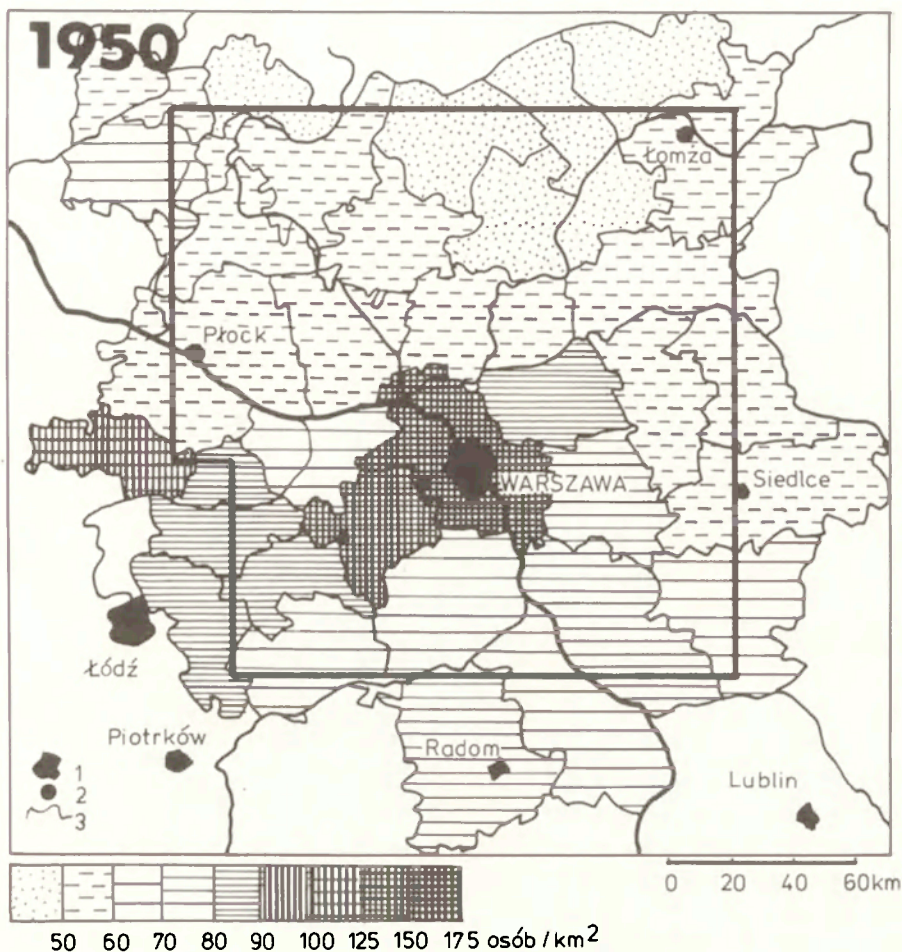 1950
Łomża
Płock
WARSZAWA
Siedlce
Łódź
Piotrków
Radom
Lublin
1
2
3
0 20 40 60km
50 60 70 80 90 100 125 150 175 osób/km²